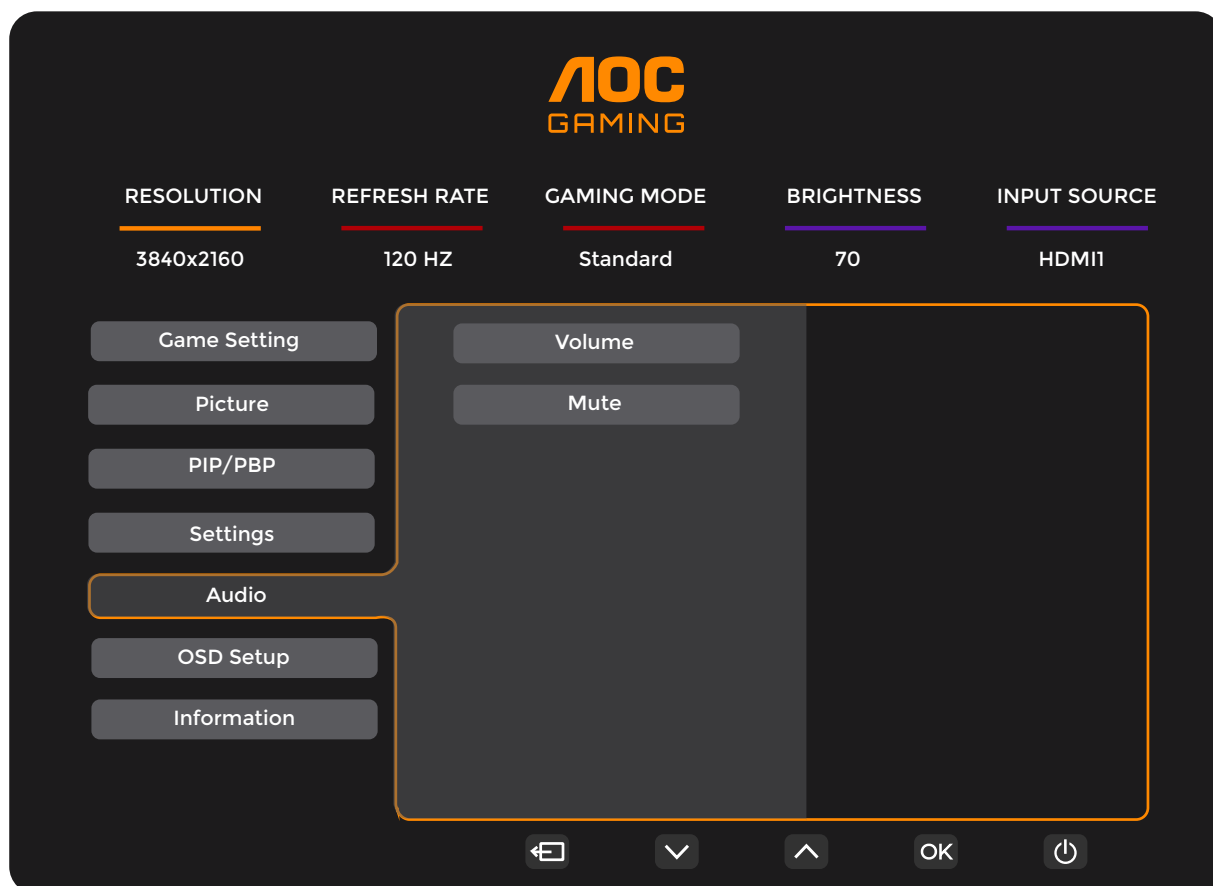 AOC
GAMING
RESOLUTION REFRESH RATE GAMING MODE BRIGHTNESS INPUT SOURCE
3840x2160 120 HZ Standard 70 HDMI1
Game Setting Volume
Picture Mute
PIP/PBP
Settings
Audio
OSD Setup
Information
OK